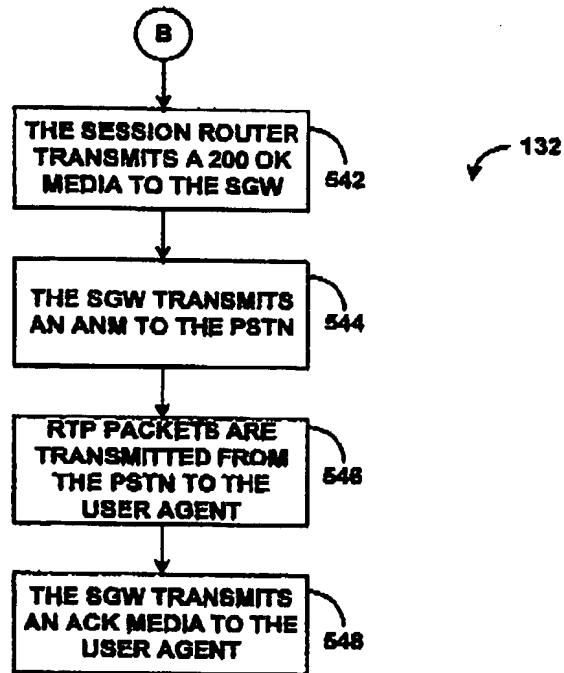 B
THE SESSION ROUTER
TRANSMITS A 200 OK
MEDIA TO THE SGW
542
132
THE SGW TRANSMITS
AN ANM TO THE PSTN
544
RTP PACKETS ARE
TRANSMITTED FROM
THE PSTN TO THE
USER AGENT
546
THE SGW TRANSMITS
AN ACK MEDIA TO THE
USER AGENT
548